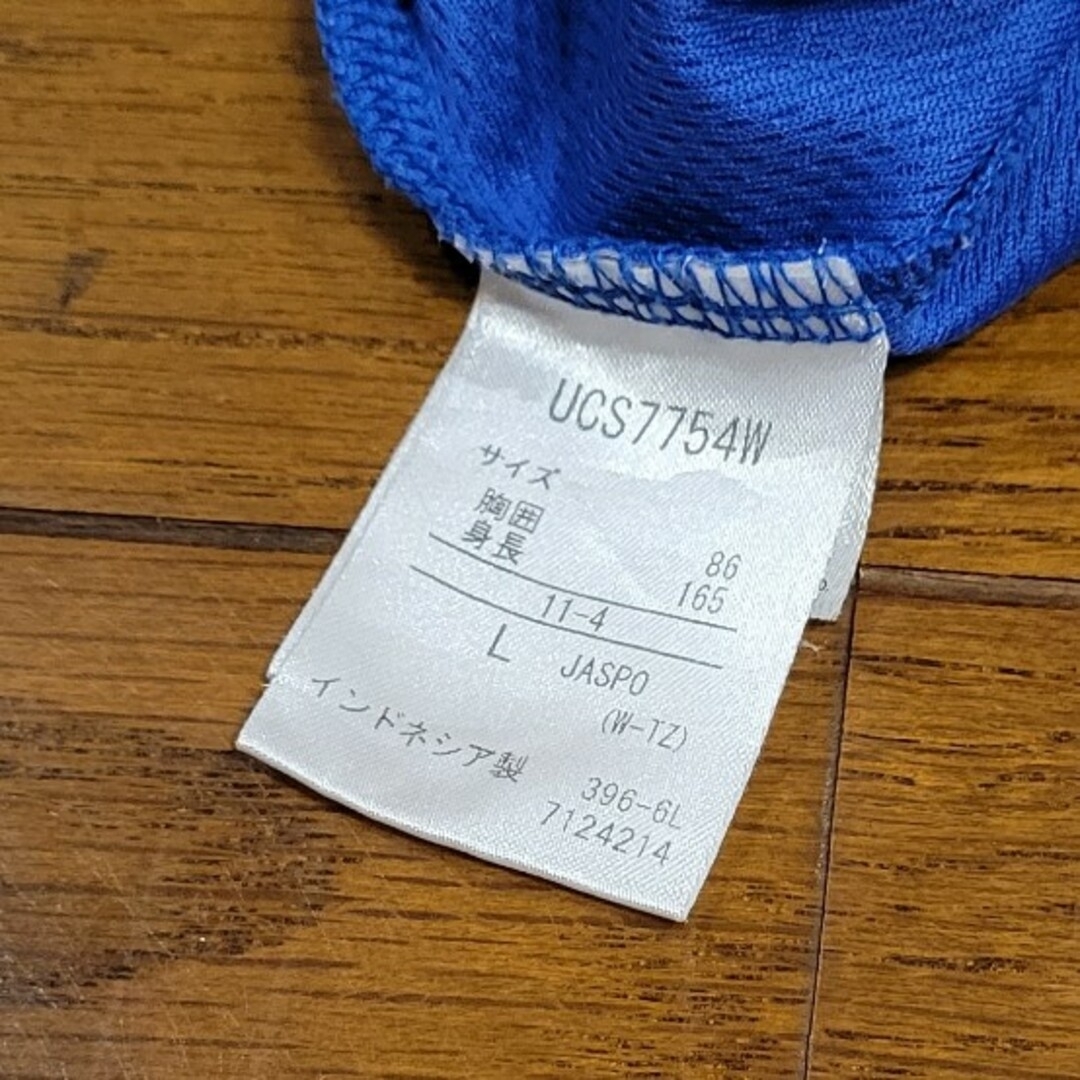 UCS7754W
サイズ
胸囲 86
身長 165
11-4
L JASPO
(W-TZ)
インドネシア製
396-6L
7124214